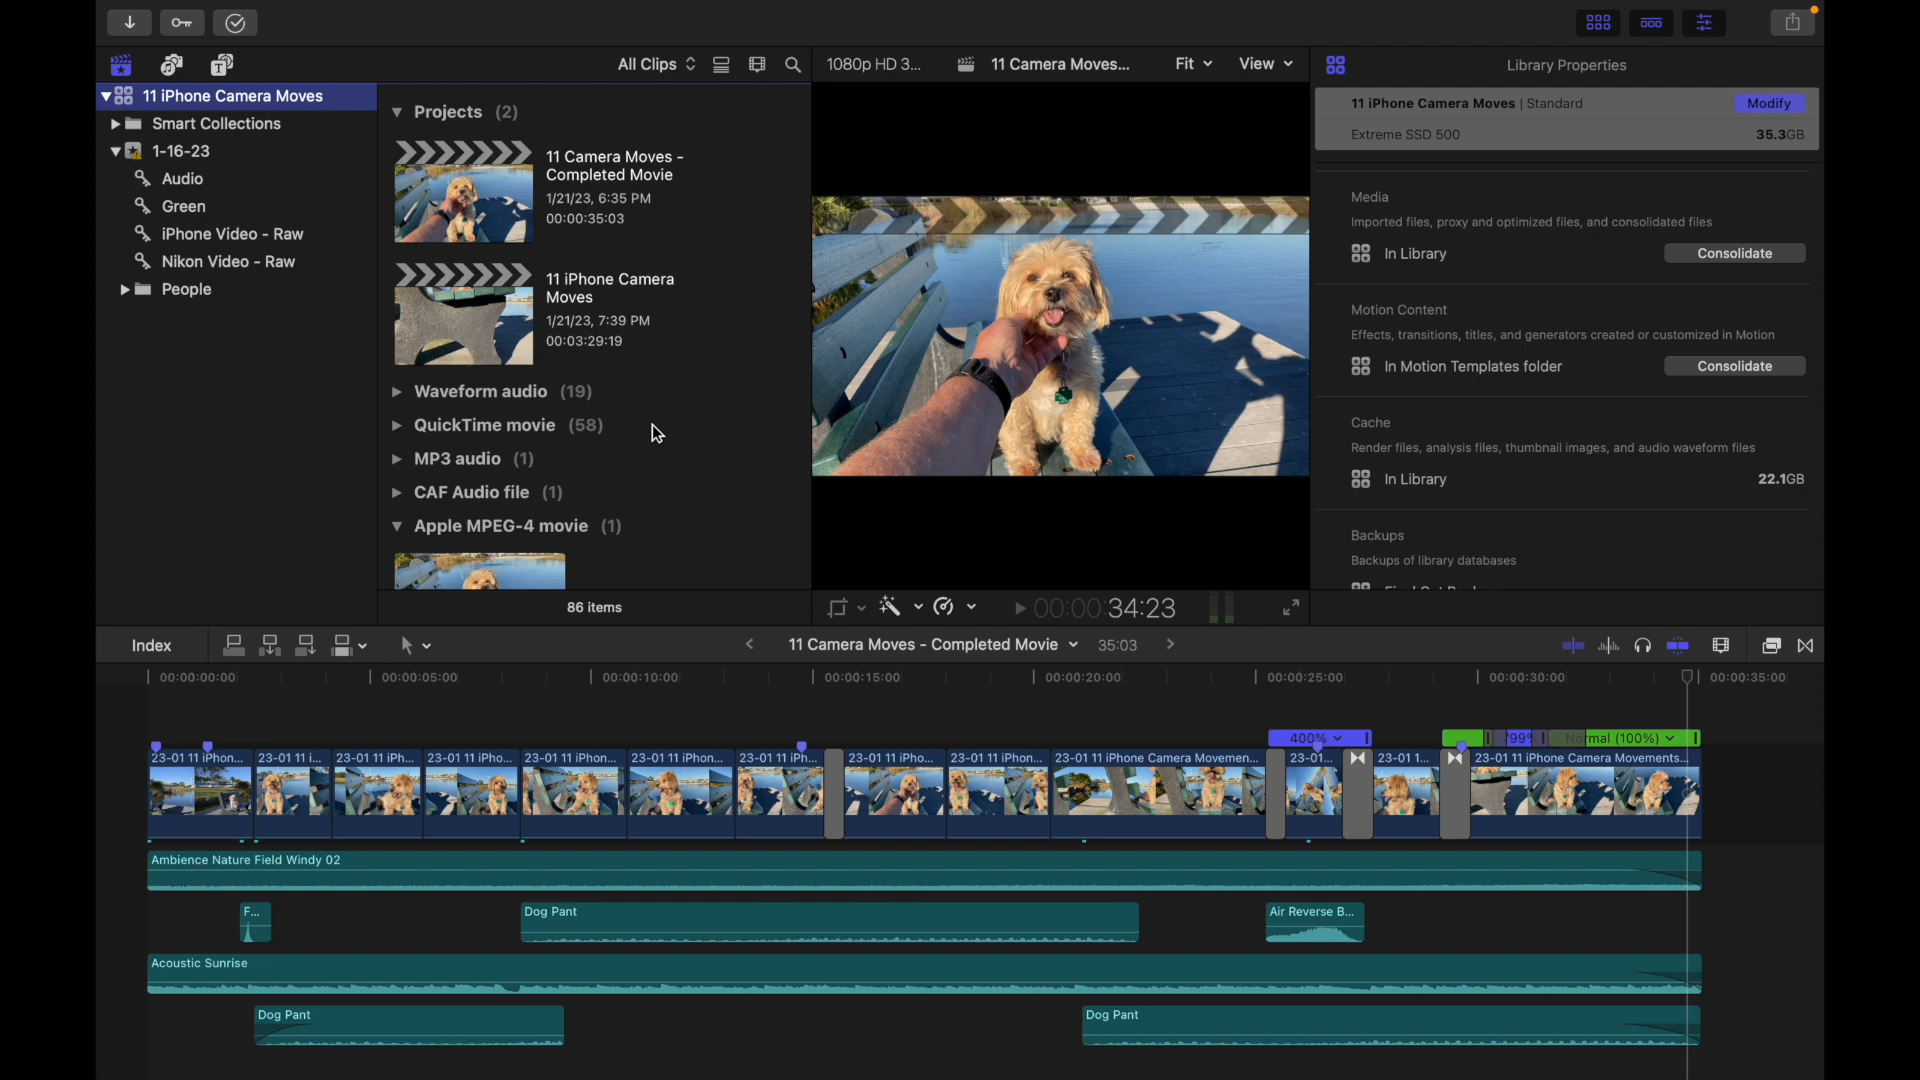 All Clips
1080p HD 3...
11 Camera Moves...
Fit
View
Library Properties
11 iPhone Camera Moves
Smart Collections
1-16-23
Audio
Green
iPhone Video - Raw
Nikon Video - Raw
People
Projects (2)
11 Camera Moves -
Completed Movie
1/21/23, 6:35 PM
00:00:35:03
11 iPhone Camera
Moves
1/21/23, 7:39 PM
00:03:29:19
Waveform audio (19)
QuickTime movie (58)
MP3 audio (1)
CAF Audio file (1)
Apple MPEG-4 movie (1)
86 items
00:00:34:23
11 iPhone Camera Moves | Standard
Modify
Extreme SSD 500
35.3GB
Media
Imported files, proxy and optimized files, and consolidated files
In Library
Consolidate
Motion Content
Effects, transitions, titles, and generators created or customized in Motion
In Motion Templates folder
Consolidate
Cache
Render files, analysis files, thumbnail images, and audio waveform files
In Library
22.1GB
Backups
Backups of library databases
Index
11 Camera Moves - Completed Movie
35:03
00:00:00:00
00:00:05:00
00:00:10:00
00:00:15:00
00:00:20:00
00:00:25:00
00:00:30:00
00:00:35:00
400%
Normal (100%)
23-01 11 iPhon...
23-01 11 i...
23-01 11 iPh...
23-01 11 iPho...
23-01 11 iPhon...
23-01 11 iPhon...
23-01 11 iPh...
23-01 11 iPho...
23-01 11 iPhon...
23-01 11 iPhone Camera Movemen...
23-01...
23-01 1...
23-01 11 iPhone Camera Movements...
Ambience Nature Field Windy 02
F...
Dog Pant
Air Reverse B...
Acoustic Sunrise
Dog Pant
Dog Pant